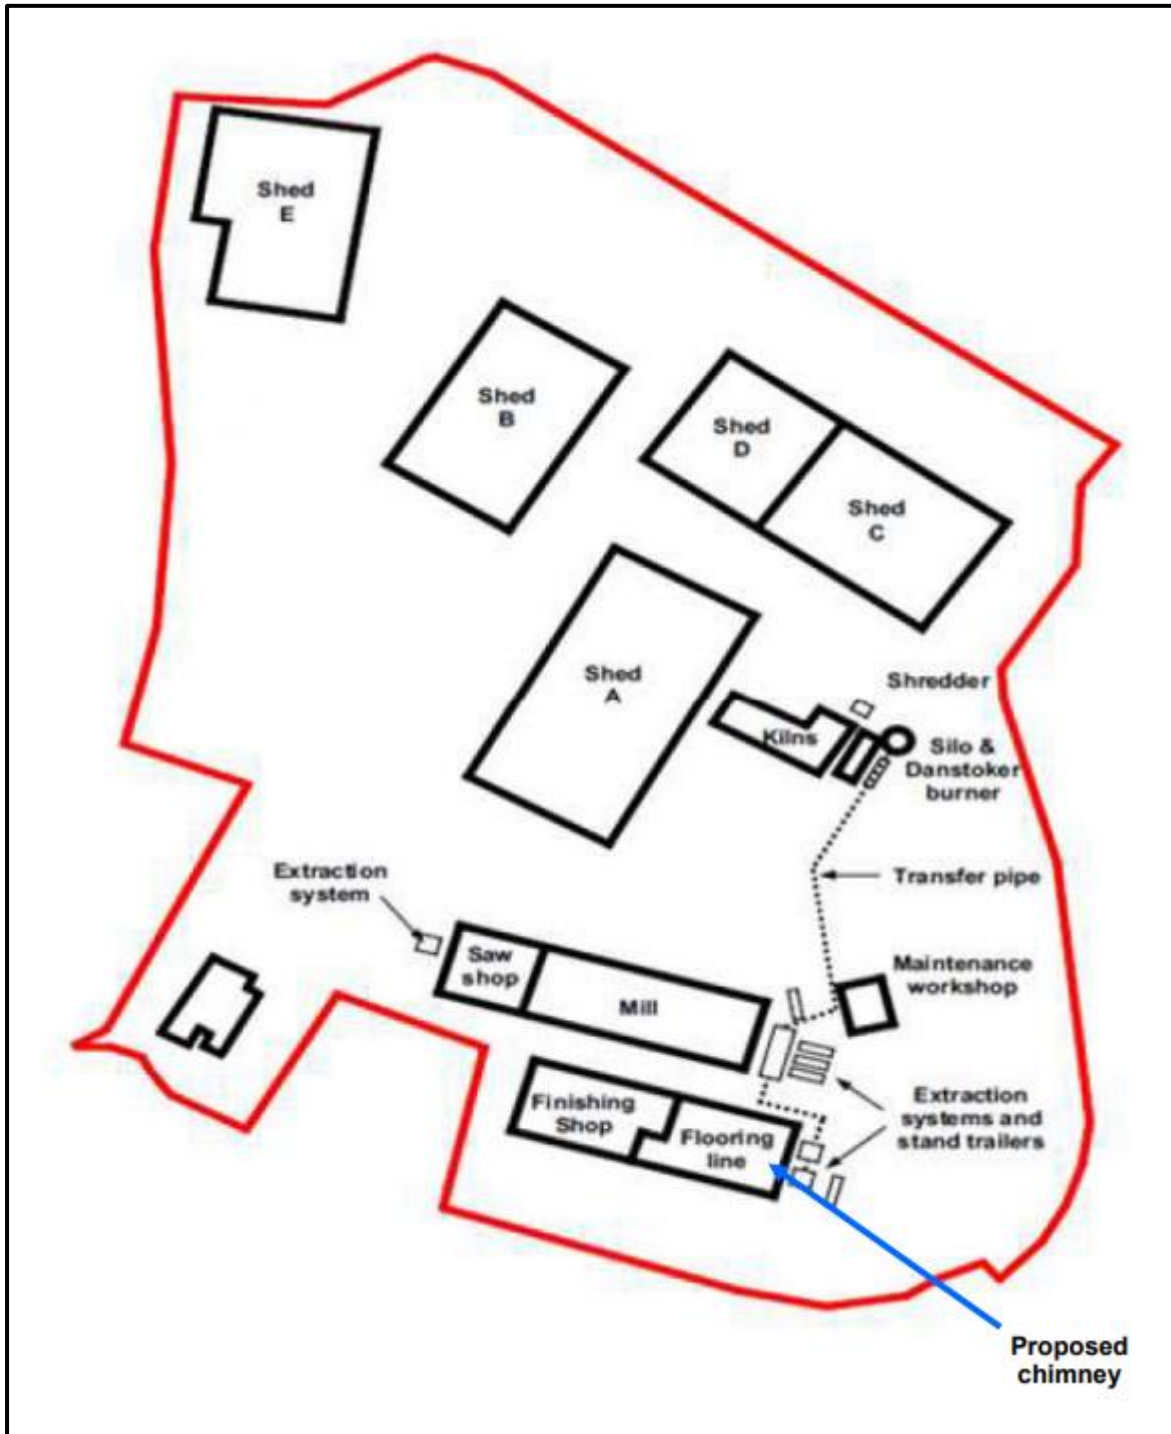 Shed
E
Shed
B
Shed
D
Shed
C
Shed
A
Shredder
Kilns
Silo &
Danstoker
burner
Extraction
system
Transfer pipe
Saw
shop
Mill
Maintenance
workshop
Finishing
Shop
Flooring
line
Extraction
systems and
stand trailers
Proposed
chimney